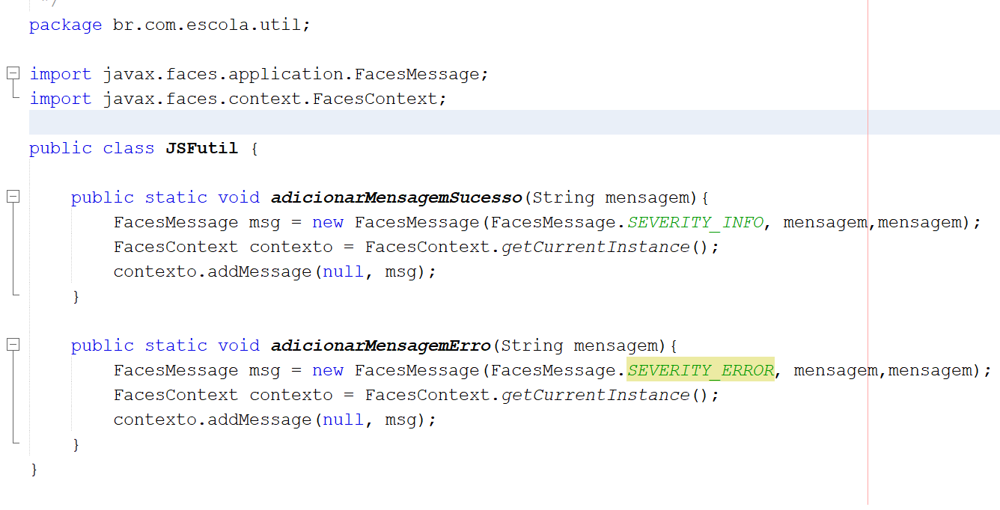 */
package br.com.escola.util;
import javax.faces.application.FacesMessage;
import javax.faces.context.FacesContext;
public class JSFutil {
public static void adicionarMensagemSucesso(String mensagem){
FacesMessage msg = new FacesMessage(FacesMessage.SEVERITY_INFO, mensagem,mensagem);
FacesContext contexto = FacesContext.getCurrentInstance();
contexto.addMessage(null, msg);
}
public static void adicionarMensagemErro(String mensagem){
FacesMessage msg = new FacesMessage(FacesMessage.SEVERITY_ERROR, mensagem,mensagem);
FacesContext contexto = FacesContext.getCurrentInstance();
contexto.addMessage(null, msg);
}
}